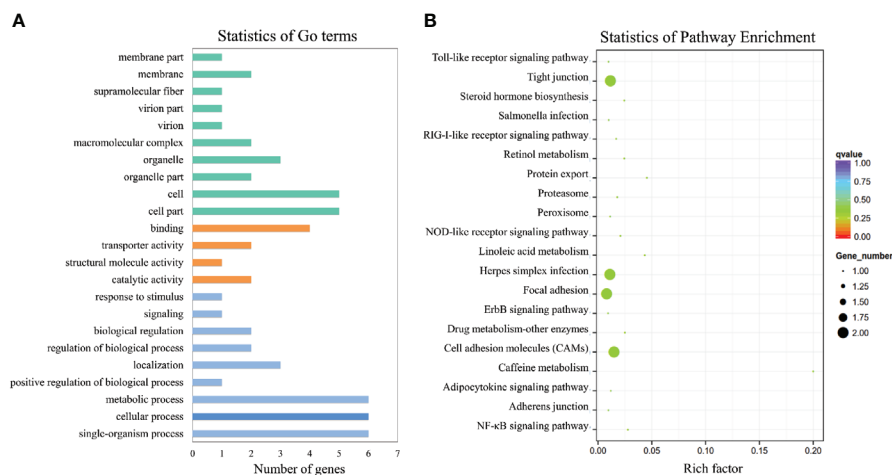 A
Statistics of Go terms
membrane part
membrane
supramolecular fiber
virion part
virion
macromolecular complex
organelle
organelle part
cell
cell part
binding
transporter activity
structural molecule activity
catalytic activity
response to stimulus
signaling
biological regulation
regulation of biological process
localization
positive regulation of biological process
metabolic process
cellular process
single-organism process
0 1 2 3 4 5 6 7
Number of genes
B
Statistics of Pathway Enrichment
Toll-like receptor signaling pathway
Tight junction
Steroid hormone biosynthesis
Salmonella infection
RIG-I-like receptor signaling pathway
Retinol metabolism
Protein export
Proteasome
Peroxisome
NOD-like receptor signaling pathway
Linoleic acid metabolism
Herpes simplex infection
Focal adhesion
ErbB signaling pathway
Drug metabolism-other enzymes
Cell adhesion molecules (CAMs)
Caffeine metabolism
Adipocytokine signaling pathway
Adherens junction
NF-κB signaling pathway
0.00 0.05 0.10 0.15 0.20
Rich factor
qvalue
1.00
0.75
0.50
0.25
0.00
Gene_number
1.00
1.25
1.50
1.75
2.00